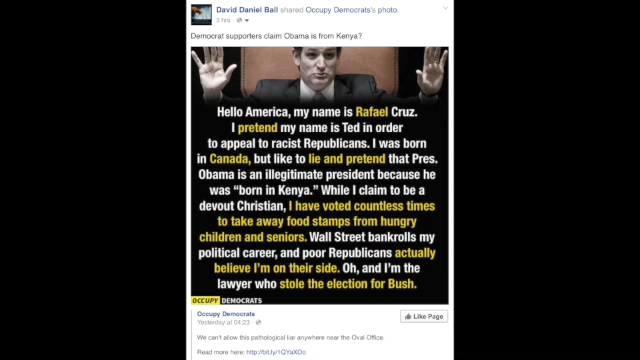 David Daniel Ball shared Occupy Democrats's photo.
3 hrs ·
Democrat supporters claim Obama is from Kenya?
Hello America, my name is Rafael Cruz.
I pretend my name is Ted in order
to appeal to racist Republicans. I was born
in Canada, but like to lie and pretend that Pres.
Obama is an illegitimate president because he
was “born in Kenya.” While I claim to be a
devout Christian, I have voted countless times
to take away food stamps from hungry
children and seniors. Wall Street bankrolls my
political career, and poor Republicans actually
believe I'm on their side. Oh, and I'm the
lawyer who stole the election for Bush.
OCCUPY DEMOCRATS
Occupy Democrats
Yesterday at 04:23 ·
Like Page
We can't allow this pathological liar anywhere near the Oval Office.
Read more here: http://bit.ly/1QYaXOo